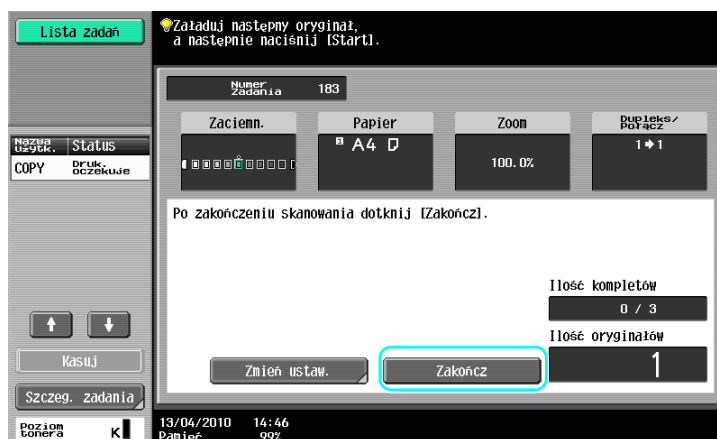 Lista zadań
Załaduj następny oryginał,
a następnie naciśnij [Start].
Numer
Zadania
183
Nazwa
użytk.
Status
COPY
Druk.
oczekuje
Zaciemn.
Papier
A4
Zoom
100.0%
Dupleks/
Połącz
1→1
Po zakończeniu skanowania dotknij [Zakończ].
Ilość kompletów
0 / 3
Ilość oryginałów
1
Zmień ustaw.
Zakończ
Kasuj
Szczeg. zadania
Poziom
tonera
K
13/04/2010 14:46
Pamięć 99%